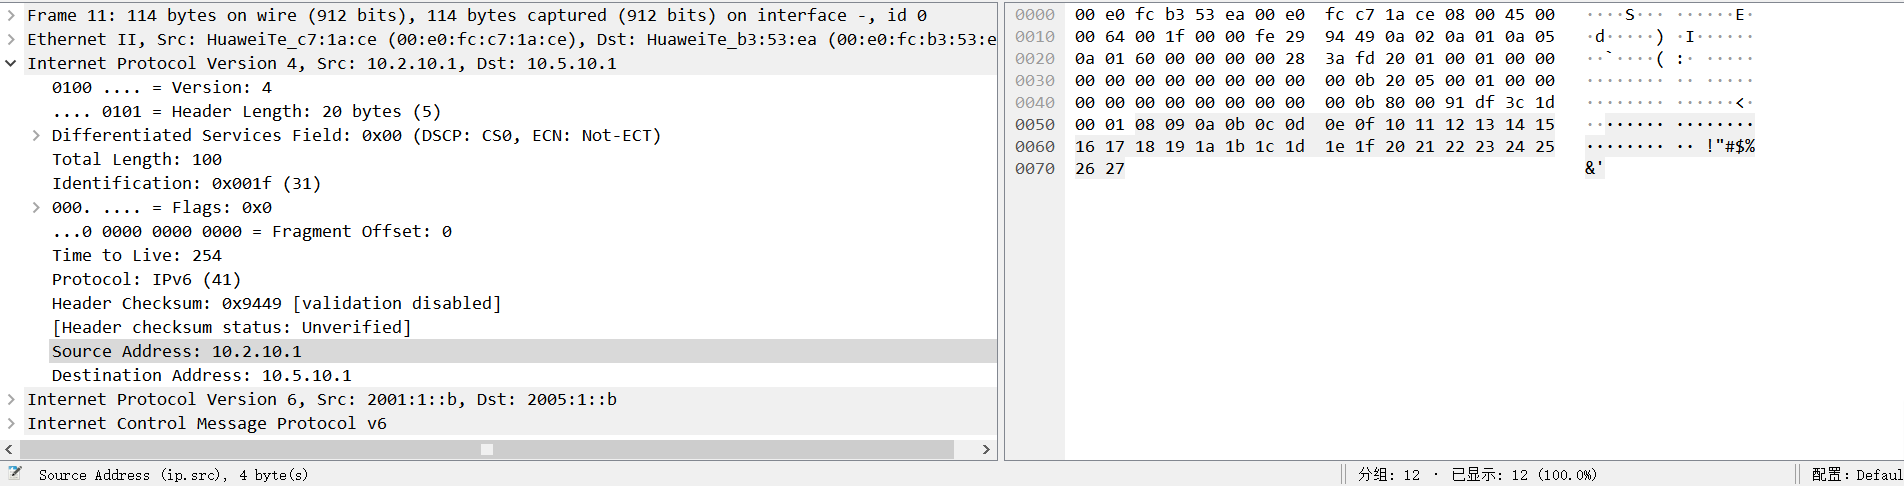 Frame 11: 114 bytes on wire (912 bits), 114 bytes captured (912 bits) on interface -, id 0
Ethernet II, Src: HuaweiTe_c7:1a:ce (00:e0:fc:c7:1a:ce), Dst: HuaweiTe_b3:53:ea (00:e0:fc:b3:53:e
Internet Protocol Version 4, Src: 10.2.10.1, Dst: 10.5.10.1
0100 .... = Version: 4
.... 0101 = Header Length: 20 bytes (5)
Differentiated Services Field: 0x00 (DSCP: CS0, ECN: Not-ECT)
Total Length: 100
Identification: 0x001f (31)
000. .... = Flags: 0x0
...0 0000 0000 0000 = Fragment Offset: 0
Time to Live: 254
Protocol: IPv6 (41)
Header Checksum: 0x9449 [validation disabled]
[Header checksum status: Unverified]
Source Address: 10.2.10.1
Destination Address: 10.5.10.1
Internet Protocol Version 6, Src: 2001:1::b, Dst: 2005:1::b
Internet Control Message Protocol v6
0000 00 e0 fc b3 53 ea 00 e0 fc c7 1a ce 08 00 45 00 ····S··· ······E·
0010 00 64 00 1f 00 00 fe 29 94 49 0a 02 0a 01 0a 05 ·d·····) ·I······
0020 0a 01 60 00 00 00 00 28 3a fd 20 01 00 01 00 00 ··`····( :· ·····
0030 00 00 00 00 00 00 00 00 00 0b 20 05 00 01 00 00 ········ ·· ·····
0040 00 00 00 00 00 00 00 00 00 0b 80 00 91 df 3c 1d ········ ······<·
0050 00 01 08 09 0a 0b 0c 0d 0e 0f 10 11 12 13 14 15 ········ ········
0060 16 17 18 19 1a 1b 1c 1d 1e 1f 20 21 22 23 24 25 ········ ·· !"#$%
0070 26 27 &'
Source Address (ip.src), 4 byte(s)
分组: 12 · 已显示: 12 (100.0%)
配置: Defaul